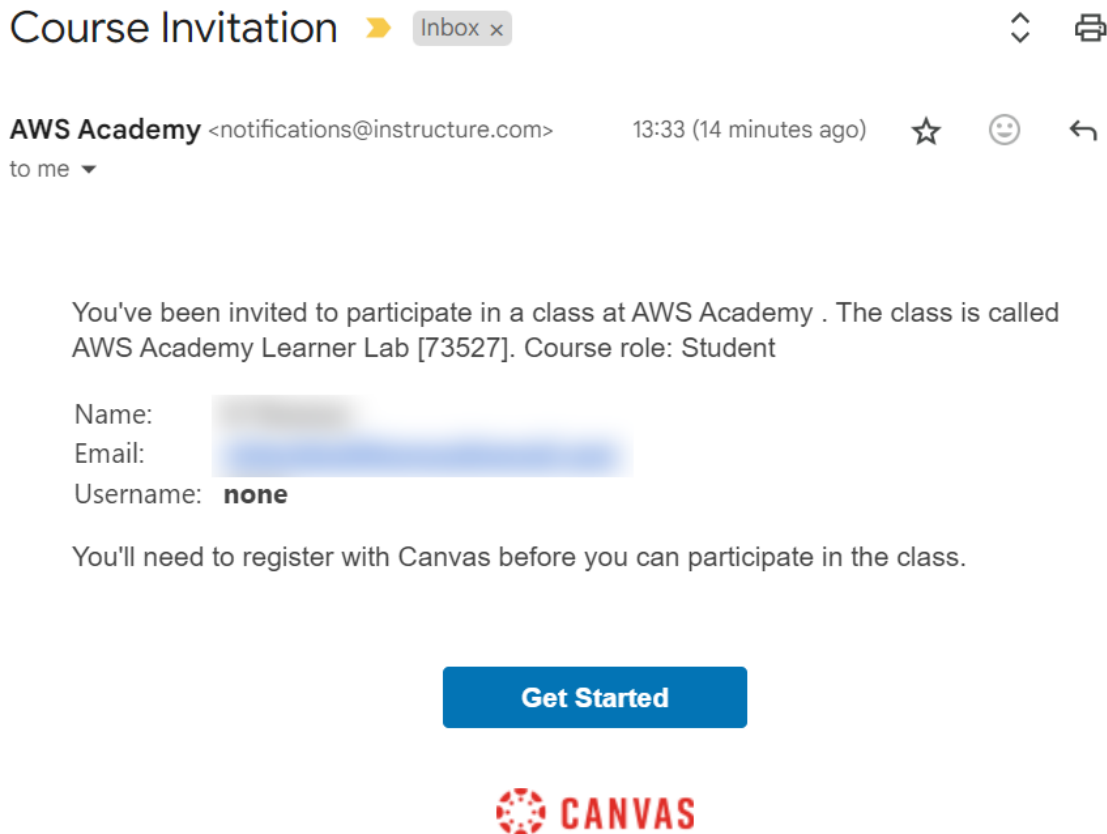 Course Invitation Inbox ×
AWS Academy <notifications@instructure.com> 13:33 (14 minutes ago)
to me
You've been invited to participate in a class at AWS Academy . The class is called
AWS Academy Learner Lab [73527]. Course role: Student
Name:
Email:
Username: none
You'll need to register with Canvas before you can participate in the class.
Get Started
CANVAS